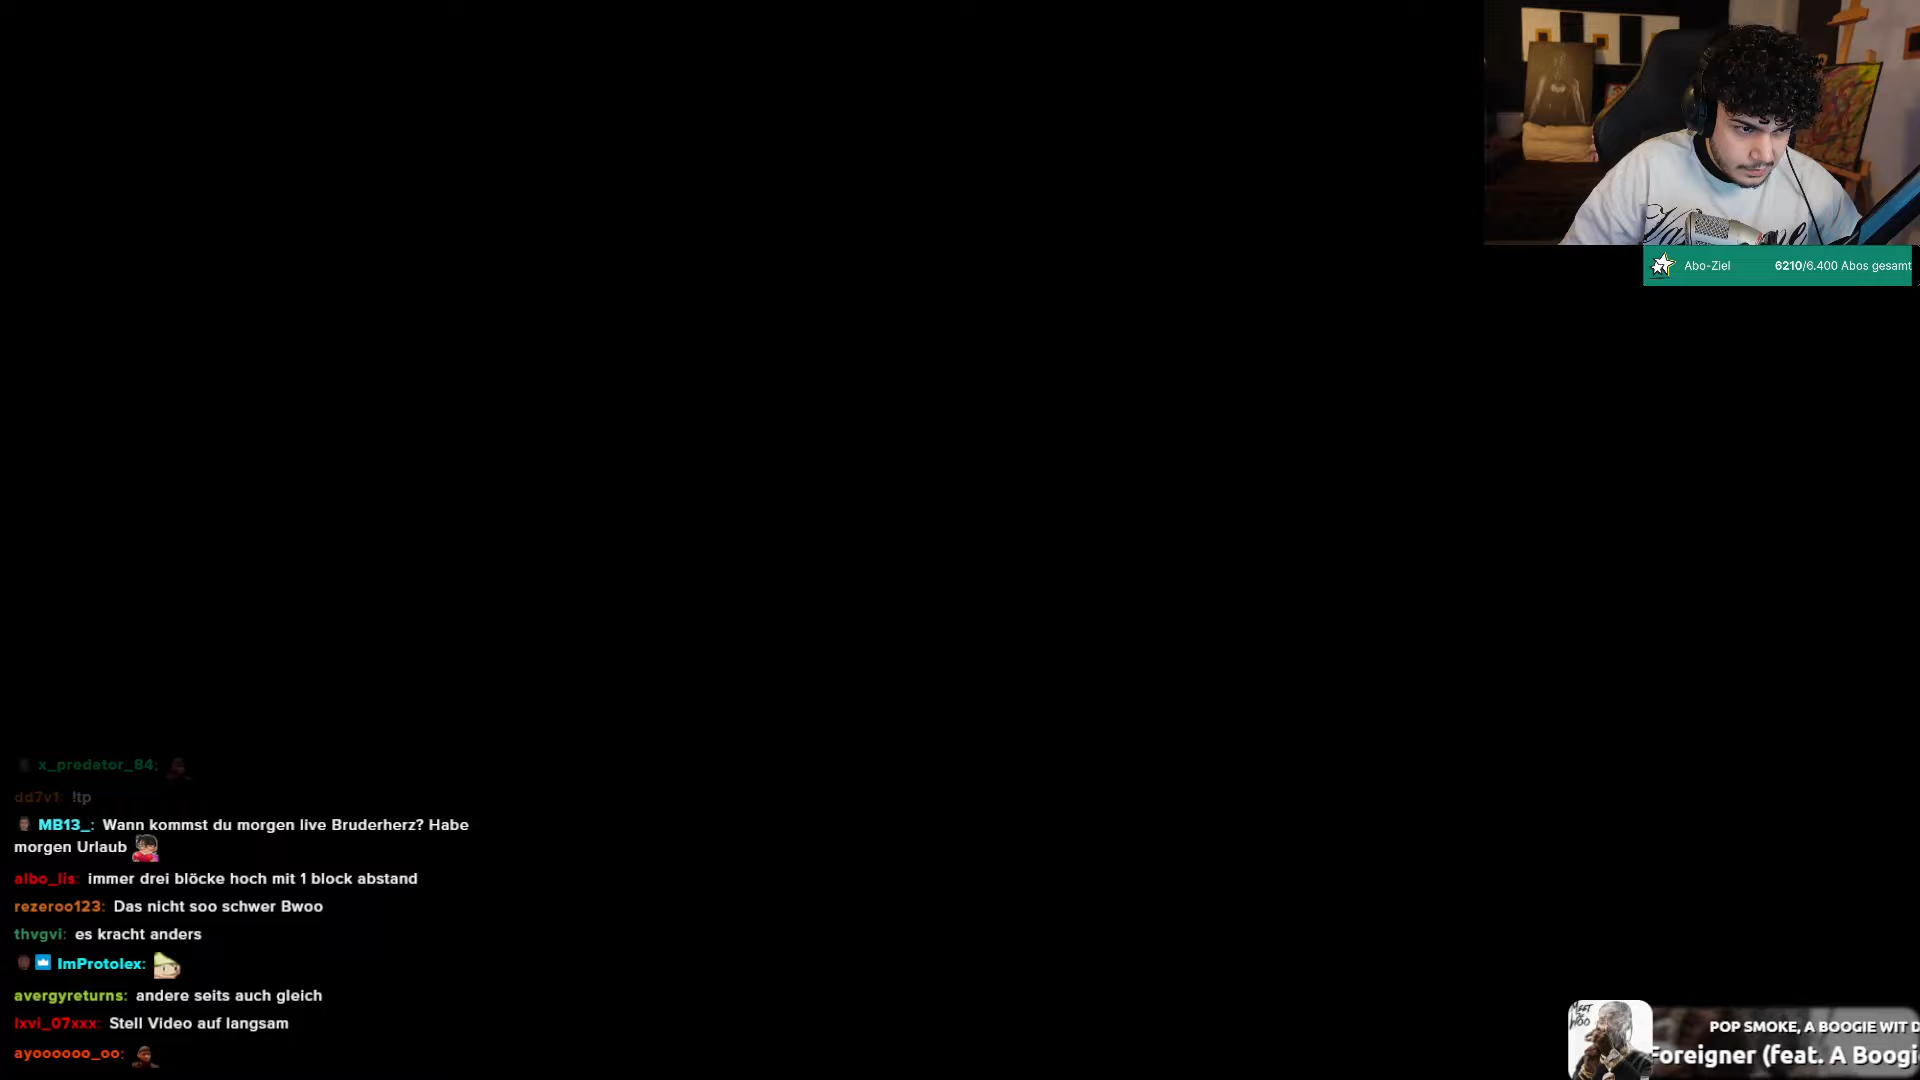 Abo-Ziel 6210/6.400 Abos gesamt
x_predator_84:
dd7v1: !tp
MB13_: Wann kommst du morgen live Bruderherz? Habe
morgen Urlaub
albo_lis: immer drei blöcke hoch mit 1 block abstand
rezeroo123: Das nicht soo schwer Bwoo
thvgvi: es kracht anders
ImProtolex:
avergyreturns: andere seits auch gleich
lxvi_07xxx: Stell Video auf langsam
ayoooooo_oo:
MEET THE WOO
POP SMOKE, A BOOGIE WIT D
Foreigner (feat. A Boogi